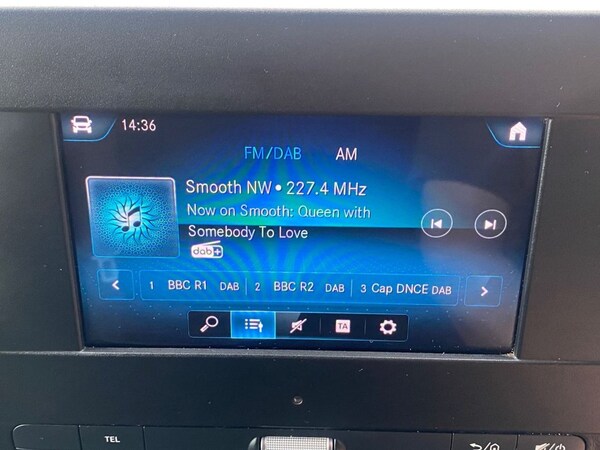 14:36
FM/DAB AM
Smooth NW • 227.4 MHz
Now on Smooth: Queen with
Somebody To Love
dab+
1 BBC R1 DAB 2 BBC R2 DAB 3 Cap DNCE DAB
TA
TEL